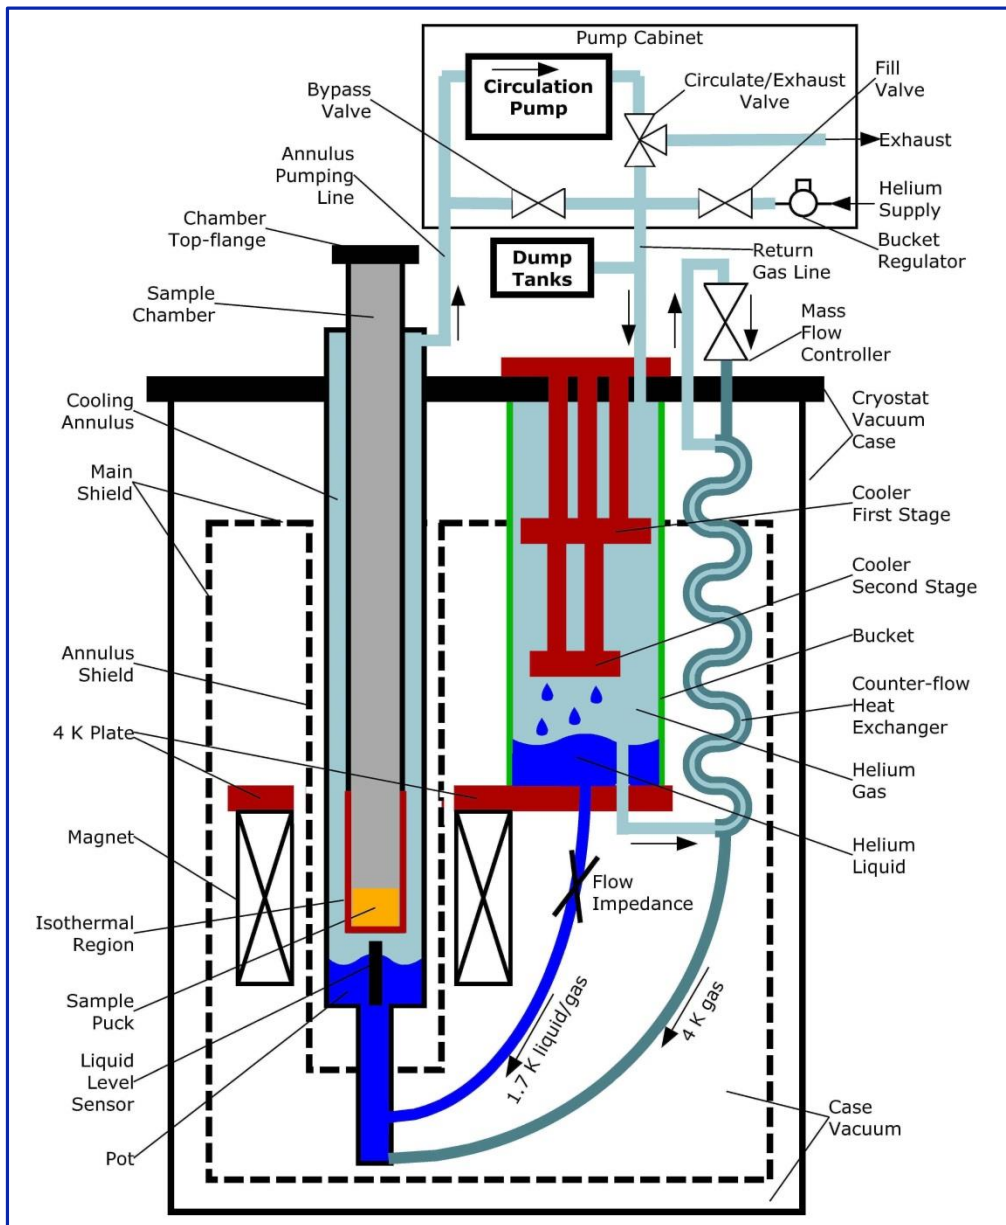 Pump Cabinet
Circulation
Pump
Circulate/Exhaust
Valve
Fill
Valve
Bypass
Valve
Exhaust
Annulus
Pumping
Line
Helium
Supply
Chamber
Top-flange
Dump
Tanks
Return
Gas Line
Bucket
Regulator
Sample
Chamber
Mass
Flow
Controller
Cooling
Annulus
Cryostat
Vacuum
Case
Main
Shield
Cooler
First Stage
Cooler
Second Stage
Annulus
Shield
Bucket
Counter-flow
Heat
Exchanger
4 K Plate
Helium
Gas
Magnet
Helium
Liquid
Flow
Impedance
Isothermal
Region
Sample
Puck
1.7 K liquid/gas
4 K gas
Liquid
Level
Sensor
Case
Vacuum
Pot